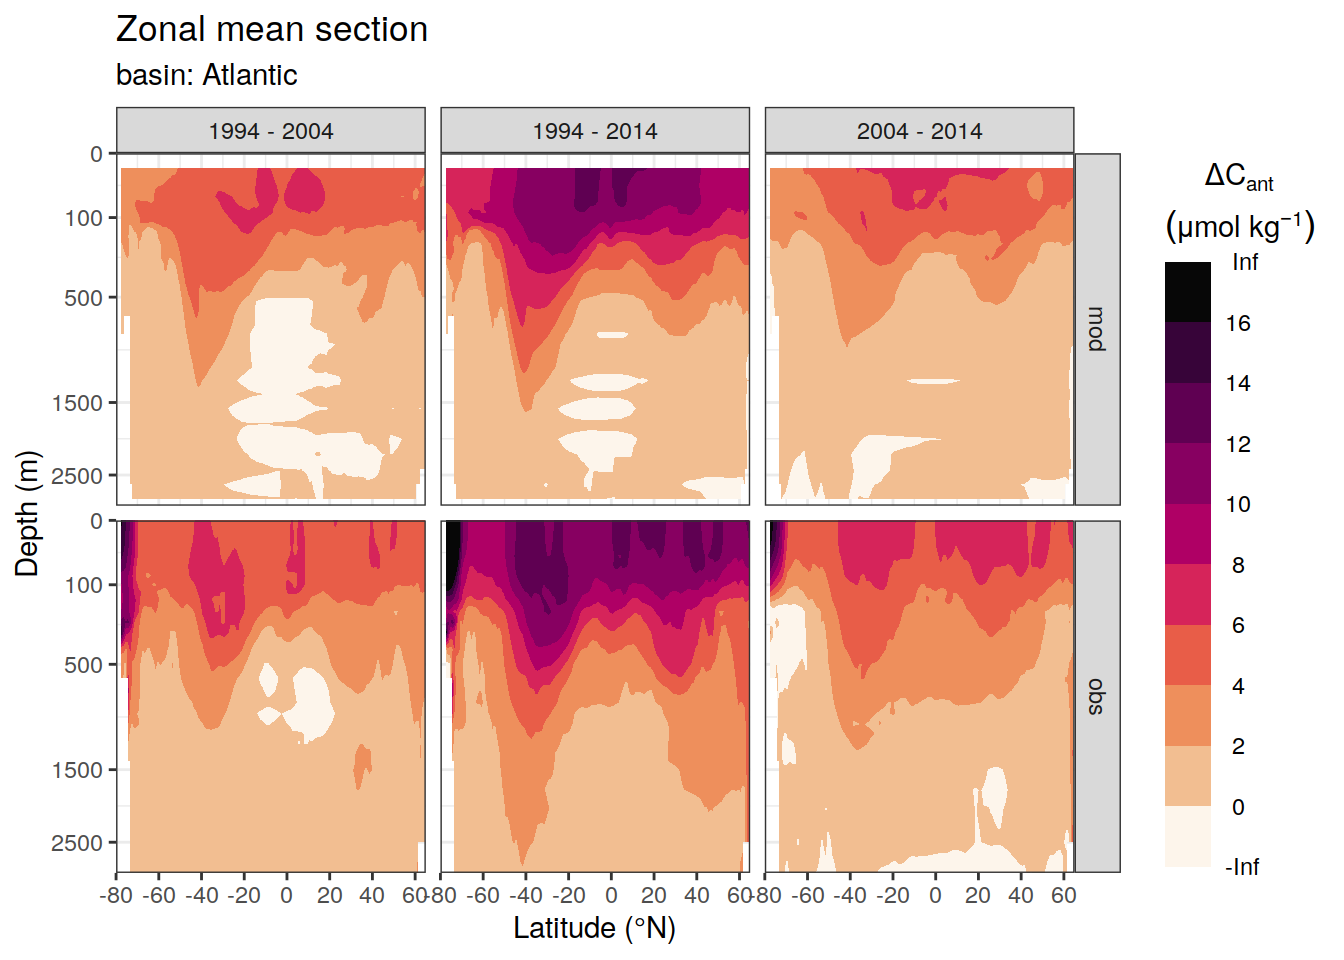 Zonal mean section
basin: Atlantic
1994 - 2004
1994 - 2014
2004 - 2014
0
100
500
1500
2500
mod
0
100
500
1500
2500
obs
Depth (m)
-80 -60 -40 -20 0 20 40 60
-80 -60 -40 -20 0 20 40 60
-80 -60 -40 -20 0 20 40 60
Latitude (°N)
ΔCant
(μmol kg⁻¹)
Inf
16
14
12
10
8
6
4
2
0
-Inf